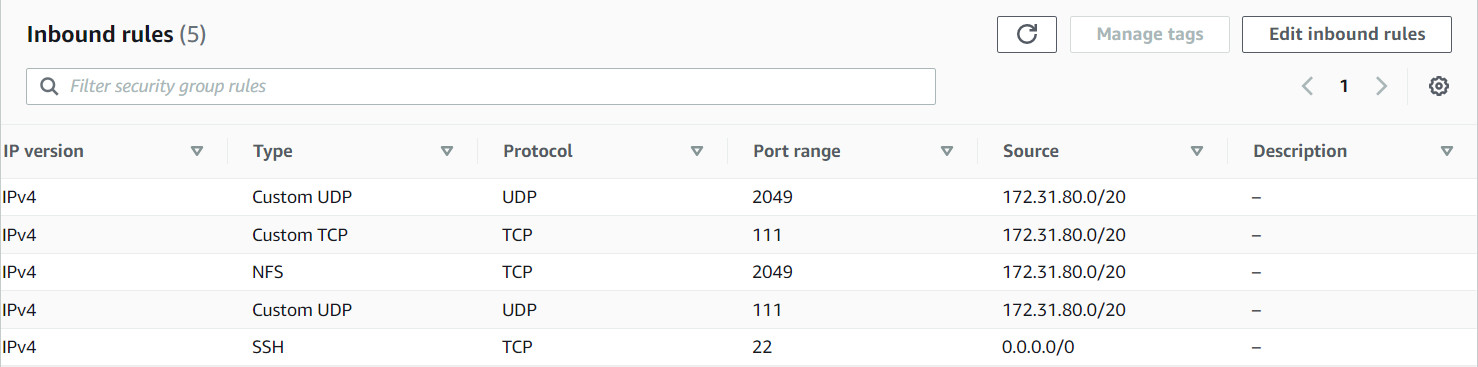 Inbound rules (5) Manage tags Edit inbound rules
Filter security group rules 1
IP version Type Protocol Port range Source Description
IPv4 Custom UDP UDP 2049 172.31.80.0/20 –
IPv4 Custom TCP TCP 111 172.31.80.0/20 –
IPv4 NFS TCP 2049 172.31.80.0/20 –
IPv4 Custom UDP UDP 111 172.31.80.0/20 –
IPv4 SSH TCP 22 0.0.0.0/0 –